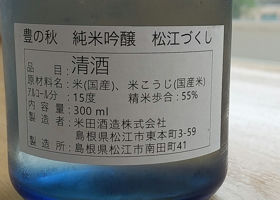 豊の秋 純米吟醸 松江づくし
品目:清酒
原材料名:米(国産)、米こうじ(国産米)
アルコール分:15度 精米歩合:55%
内容量:300ml
製造者:米田酒造株式会社
島根県松江市東本町3-59
製造所:島根県松江市南田町41